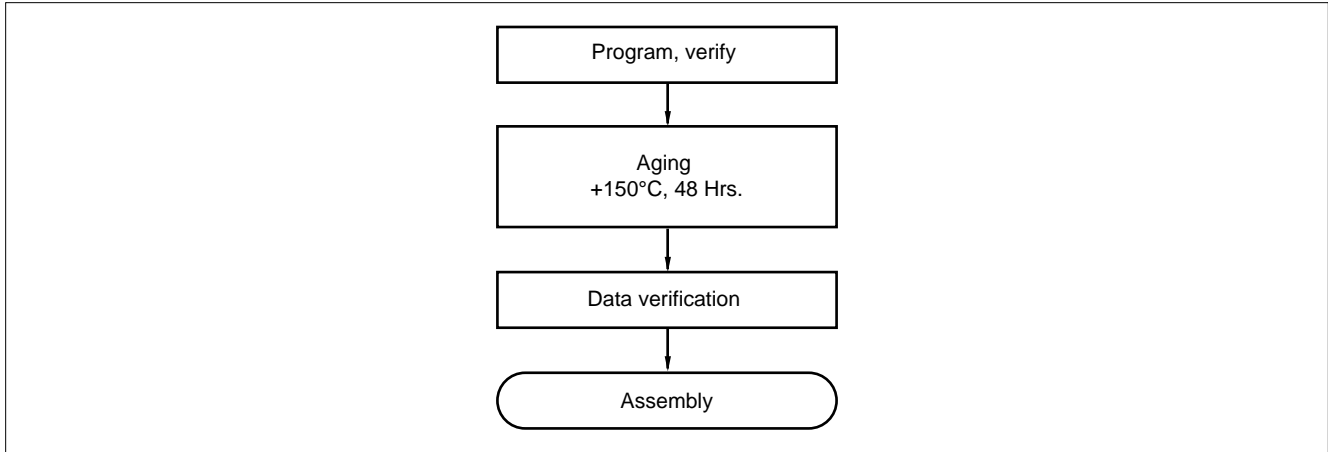 Program, verify
Aging
+150°C, 48 Hrs.
Data verification
Assembly